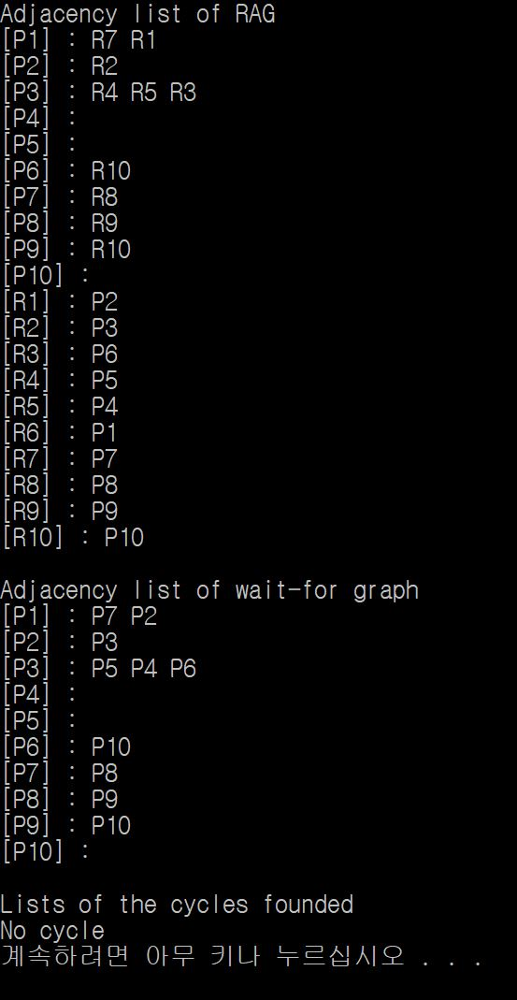 Adjacency list of RAG
[P1] : R7 R1
[P2] : R2
[P3] : R4 R5 R3
[P4] :
[P5] :
[P6] : R10
[P7] : R8
[P8] : R9
[P9] : R10
[P10] :
[R1] : P2
[R2] : P3
[R3] : P6
[R4] : P5
[R5] : P4
[R6] : P1
[R7] : P7
[R8] : P8
[R9] : P9
[R10] : P10
Adjacency list of wait-for graph
[P1] : P7 P2
[P2] : P3
[P3] : P5 P4 P6
[P4] :
[P5] :
[P6] : P10
[P7] : P8
[P8] : P9
[P9] : P10
[P10] :
Lists of the cycles founded
No cycle
계속하려면 아무 키나 누르십시오 . . .